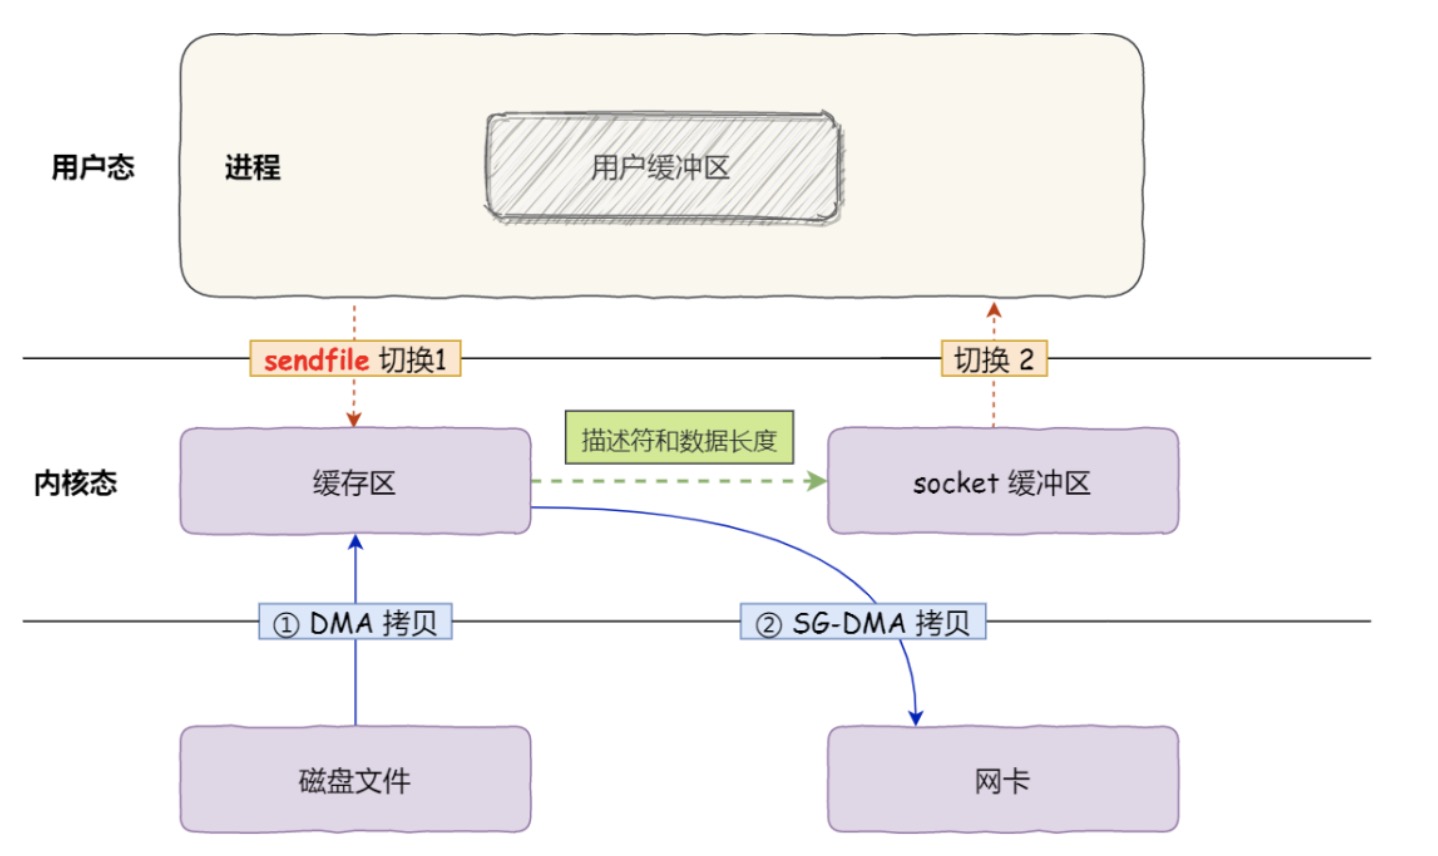 用户态
进程
用户缓冲区
sendfile 切换1
切换 2
描述符和数据长度
内核态
缓存区
socket 缓冲区
① DMA 拷贝
② SG-DMA 拷贝
磁盘文件
网卡